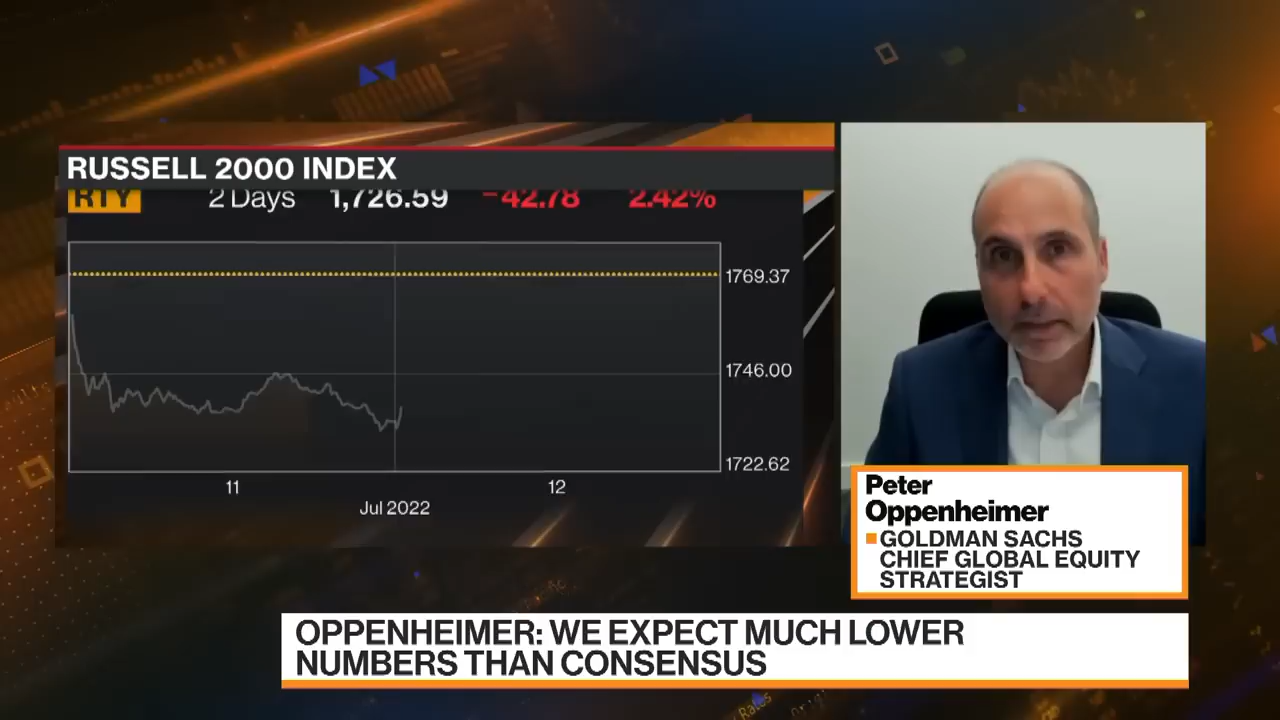 RUSSELL 2000 INDEX
RTY 2 Days 1,726.59 -42.78 2.42%
1769.37
1746.00
1722.62
11 12
Jul 2022
Peter
Oppenheimer
GOLDMAN SACHS
CHIEF GLOBAL EQUITY
STRATEGIST
OPPENHEIMER: WE EXPECT MUCH LOWER
NUMBERS THAN CONSENSUS